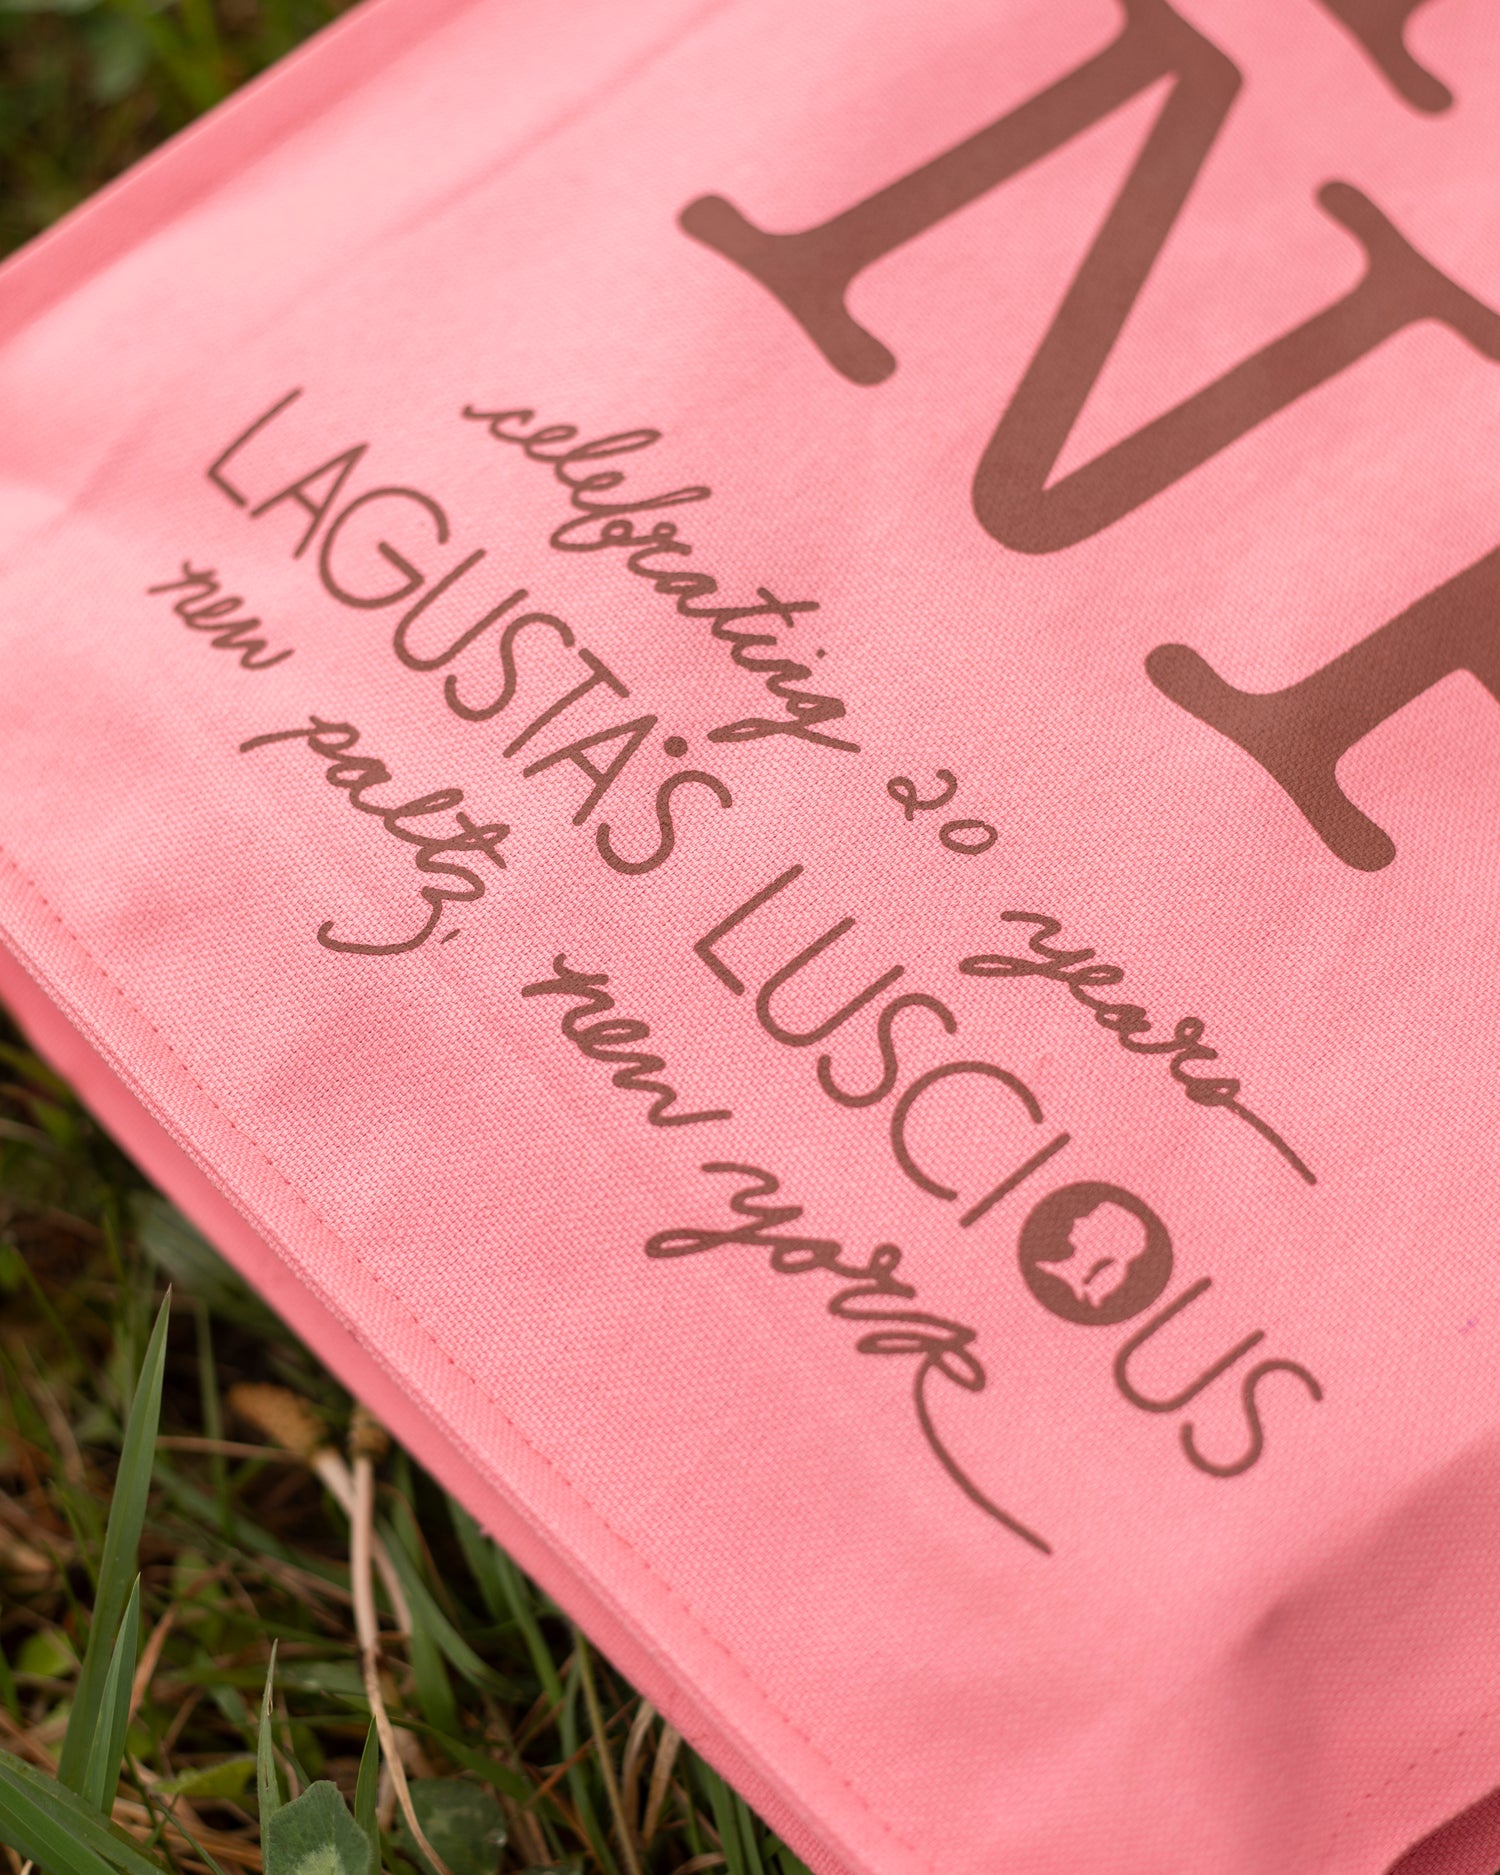 celebrating 20 years
LAGUSTA'S LUSCIOUS
new paltz, new york